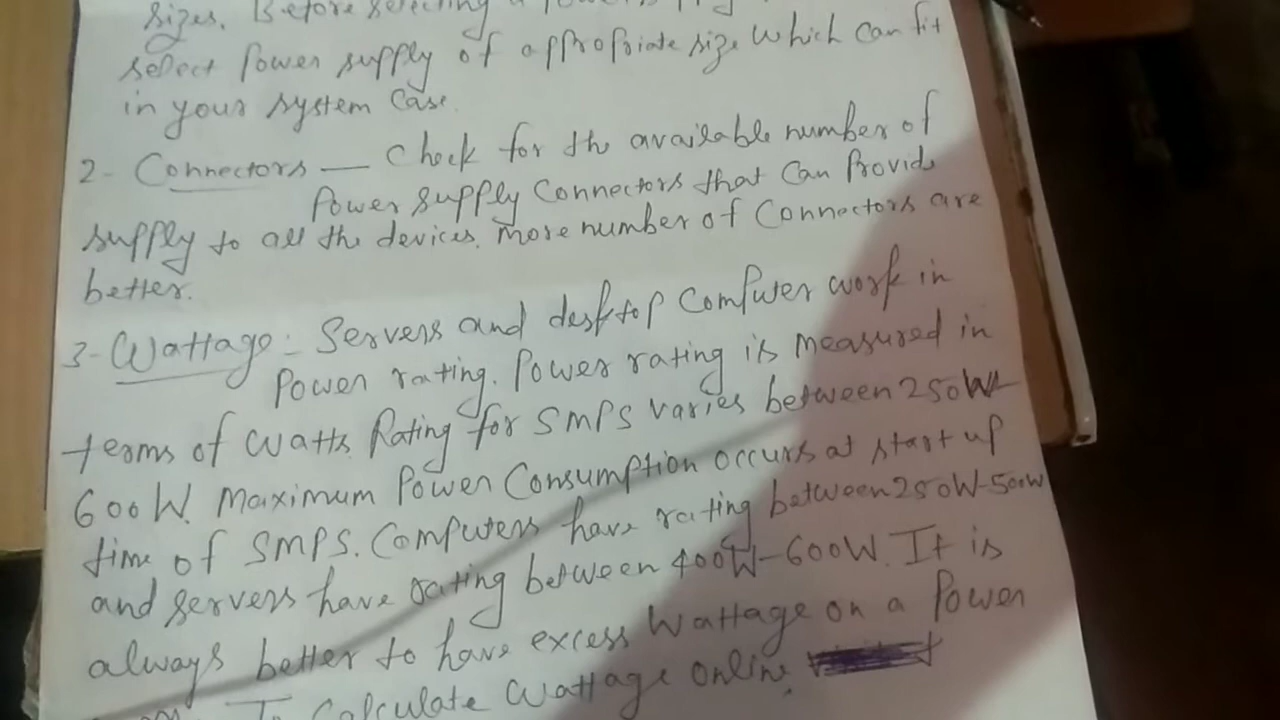 sizes. Before selecting a power
select power supply of appropriate size which can fit
in your system case.
2- Connectors — Check for the available number of
Power supply Connectors that can Provide
supply to all the devices. More number of Connectors are
better.
3- Wattage - Servers and desktop Computer work in
Power rating. Power rating is measured in
terms of watts. Rating for SMPS varies between 250W-
600W. Maximum Power Consumption occurs at start up
time of SMPS. Computers have rating between 250W-500W
and servers have rating between 400W-600W. It is
always better to have excess Wattage on a Power
To Calculate Wattage Online.